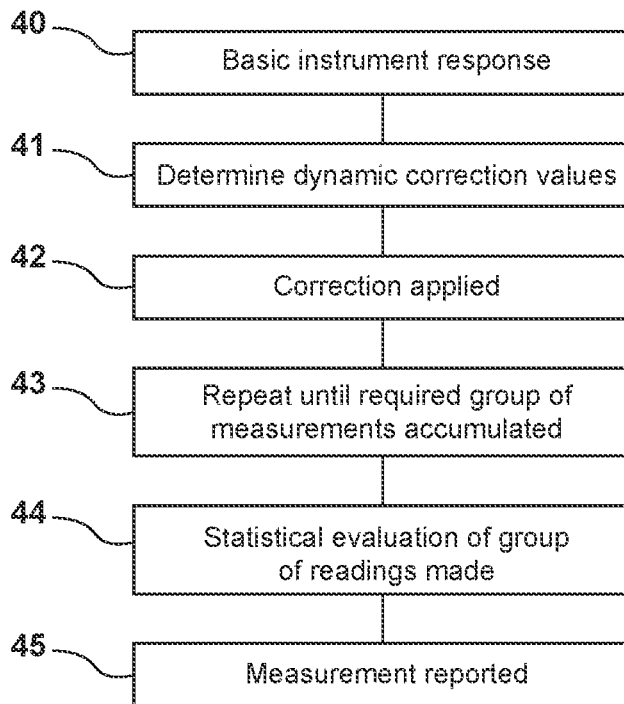 40
Basic instrument response
41
Determine dynamic correction values
42
Correction applied
43
Repeat until required group of
measurements accumulated
44
Statistical evaluation of group
of readings made
45
Measurement reported